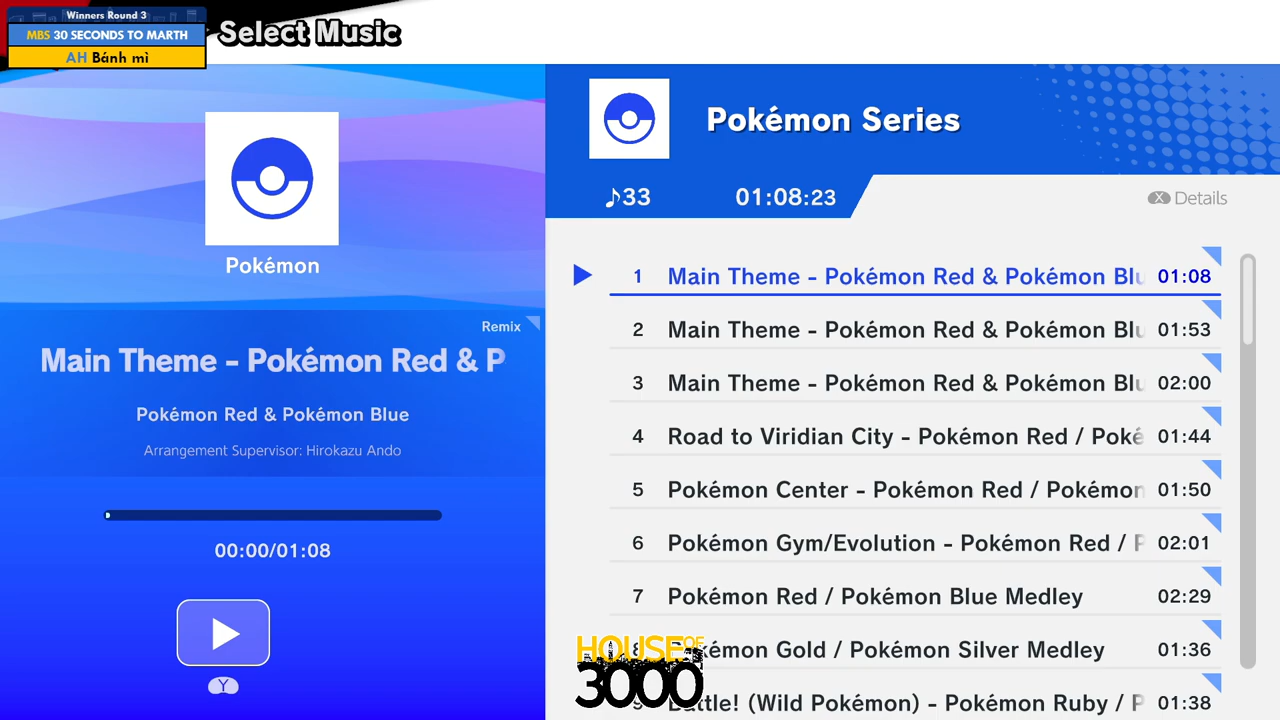 Winners Round 3
MBS 30 SECONDS TO MARTH
AH Bánh mì
Select Music
Pokémon
Remix
Main Theme - Pokémon Red & P
Pokémon Red & Pokémon Blue
Arrangement Supervisor: Hirokazu Ando
00:00/01:08
Y
Pokémon Series
♪33 01:08:23
X Details
1 Main Theme - Pokémon Red & Pokémon Blu 01:08
2 Main Theme - Pokémon Red & Pokémon Blu 01:53
3 Main Theme - Pokémon Red & Pokémon Blu 02:00
4 Road to Viridian City - Pokémon Red / Poké 01:44
5 Pokémon Center - Pokémon Red / Pokémon 01:50
6 Pokémon Gym/Evolution - Pokémon Red / P 02:01
7 Pokémon Red / Pokémon Blue Medley 02:29
8 Pokémon Gold / Pokémon Silver Medley 01:36
9 Battle! (Wild Pokémon) - Pokémon Ruby / P 01:38
HOUSE OF
3000